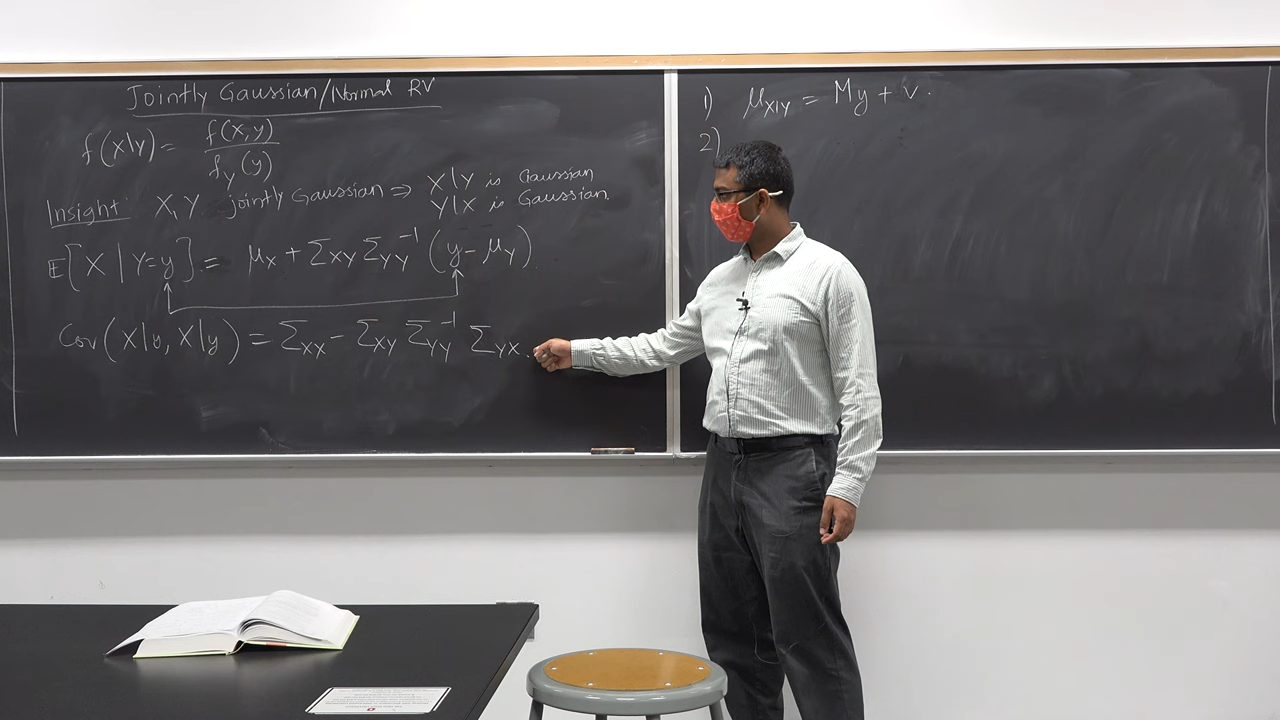 Jointly Gaussian/Normal RV
f(x|y) = f(x,y) / f_Y(y)
Insight: X, Y jointly Gaussian ⇒ X|Y is Gaussian
Y|X is Gaussian.
E[X | Y=y] = μ_X + Σ_XY Σ_YY^-1 (y - μ_Y)
Cov(X|y, X|y) = Σ_XX - Σ_XY Σ_YY^-1 Σ_YX.
1) μ_X|Y = My + v.
2)